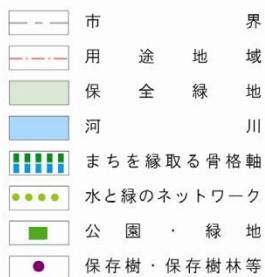 市界
用途地域
保全緑地
河川
まちを縁取る骨格軸
水と緑のネットワーク
公園・緑地
保存樹・保存樹林等